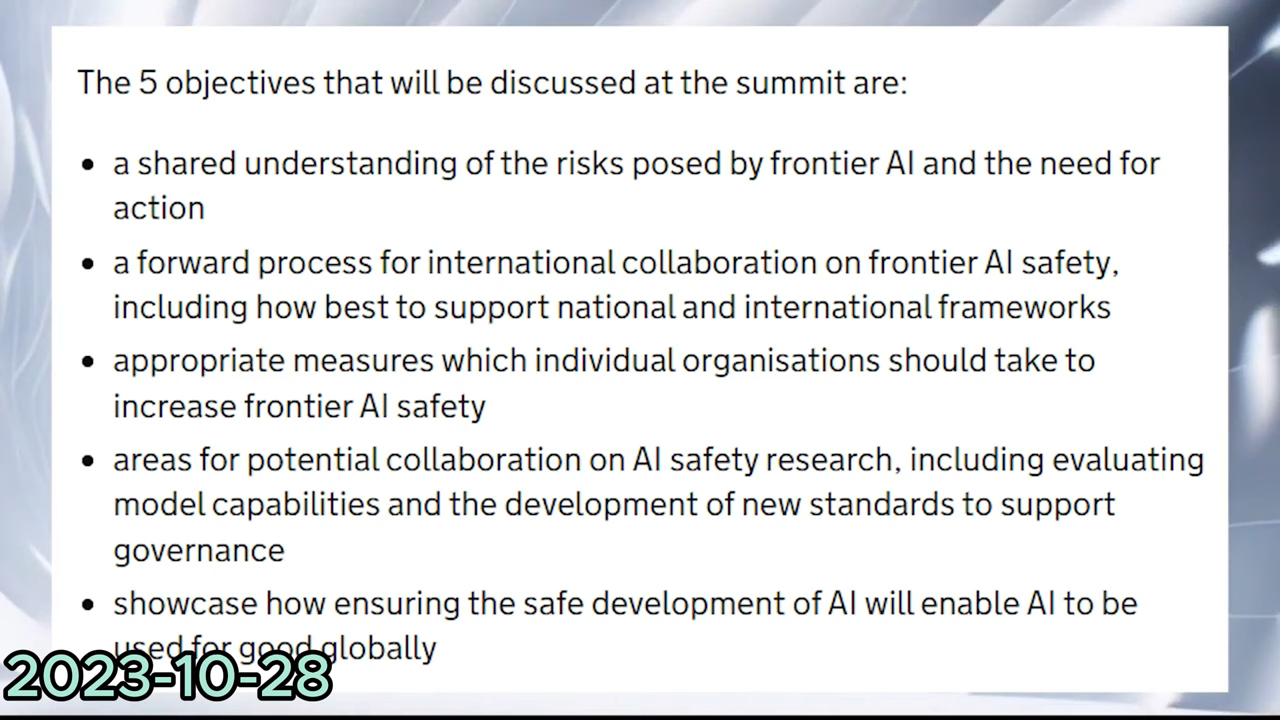 The 5 objectives that will be discussed at the summit are:
• a shared understanding of the risks posed by frontier AI and the need for
action
• a forward process for international collaboration on frontier AI safety,
including how best to support national and international frameworks
• appropriate measures which individual organisations should take to
increase frontier AI safety
• areas for potential collaboration on AI safety research, including evaluating
model capabilities and the development of new standards to support
governance
• showcase how ensuring the safe development of AI will enable AI to be
used for good globally
2023-10-28